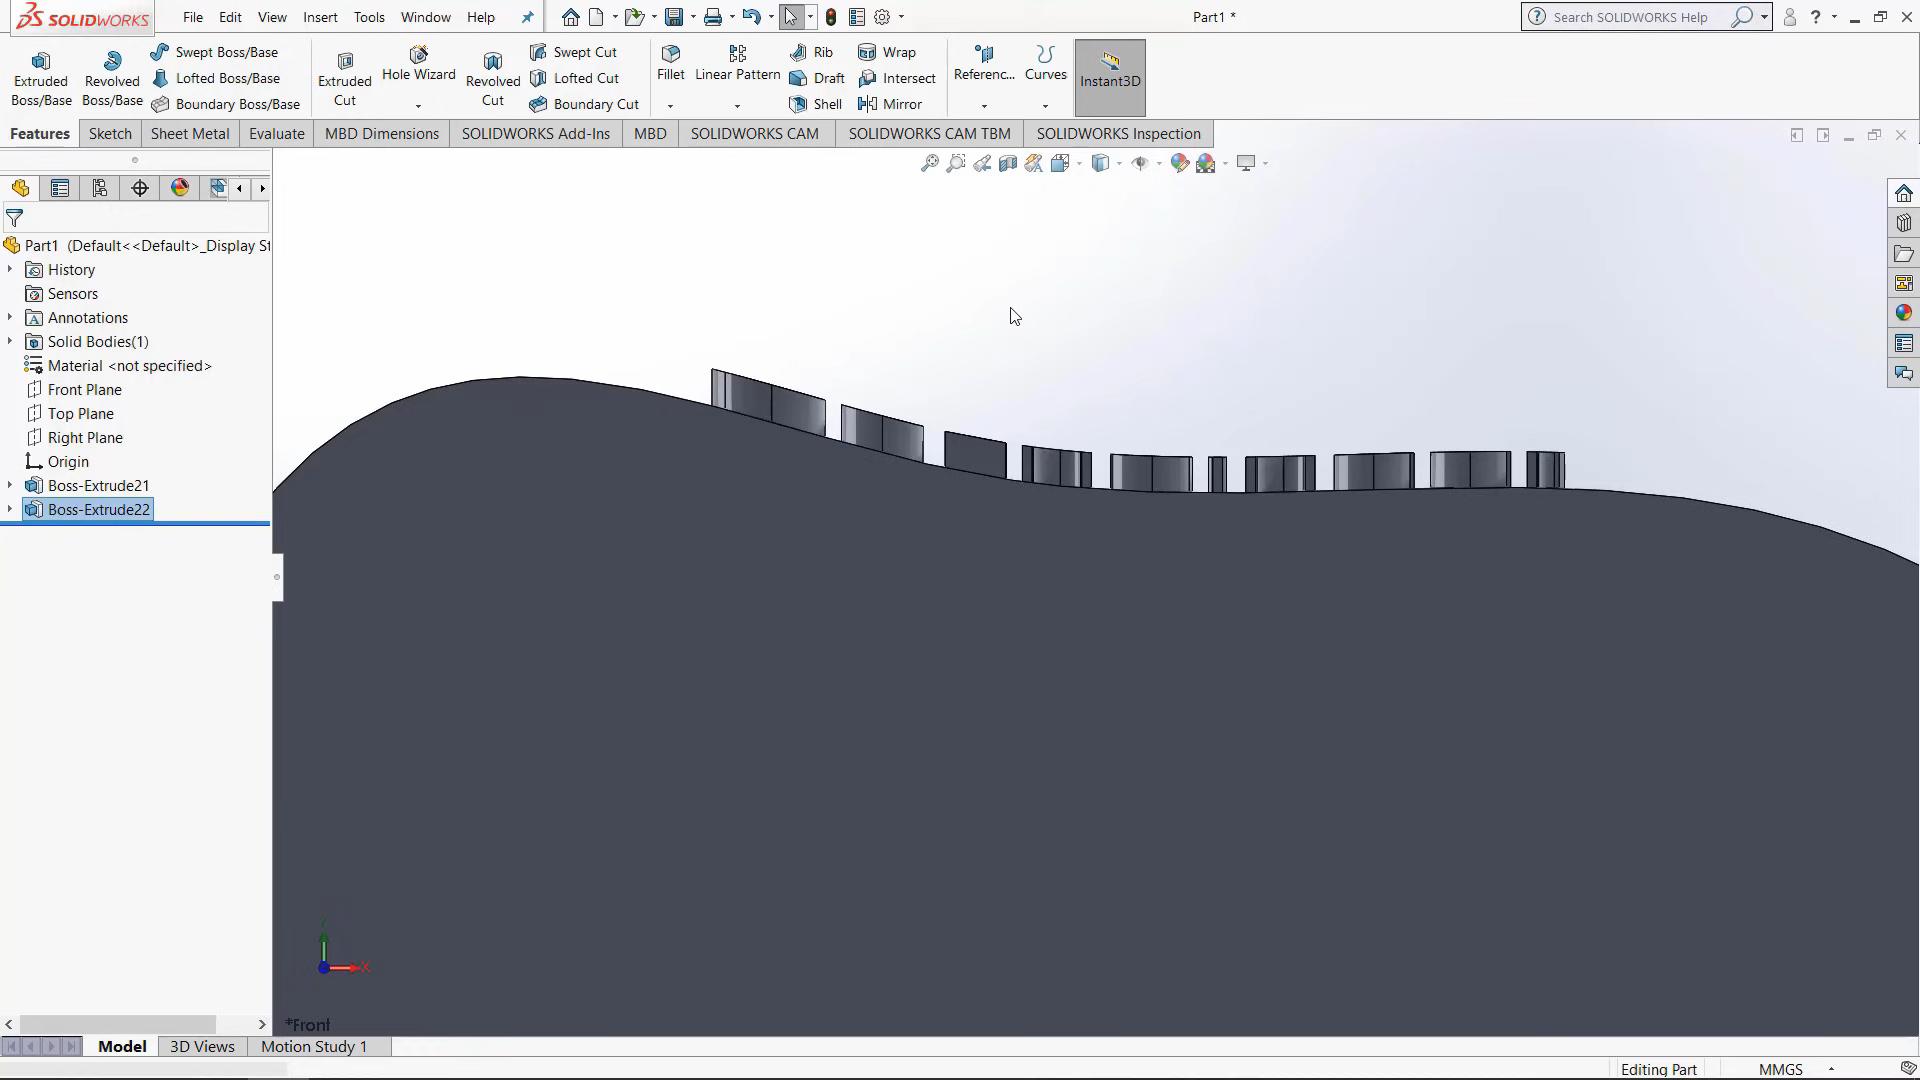 SOLIDWORKS File Edit View Insert Tools Window Help Part1 * Search SOLIDWORKS Help ?
Extruded Boss/Base
Revolved Boss/Base
Swept Boss/Base
Lofted Boss/Base
Boundary Boss/Base
Extruded Cut
Hole Wizard
Revolved Cut
Swept Cut
Lofted Cut
Boundary Cut
Fillet
Linear Pattern
Rib
Draft
Shell
Wrap
Intersect
Mirror
Referenc...
Curves
Instant3D
Features Sketch Sheet Metal Evaluate MBD Dimensions SOLIDWORKS Add-Ins MBD SOLIDWORKS CAM SOLIDWORKS CAM TBM SOLIDWORKS Inspection
Part1 (Default<<Default>_Display St
History
Sensors
Annotations
Solid Bodies(1)
Material <not specified>
Front Plane
Top Plane
Right Plane
Origin
Boss-Extrude21
Boss-Extrude22
Y
X
*Front
Model 3D Views Motion Study 1
Editing Part MMGS